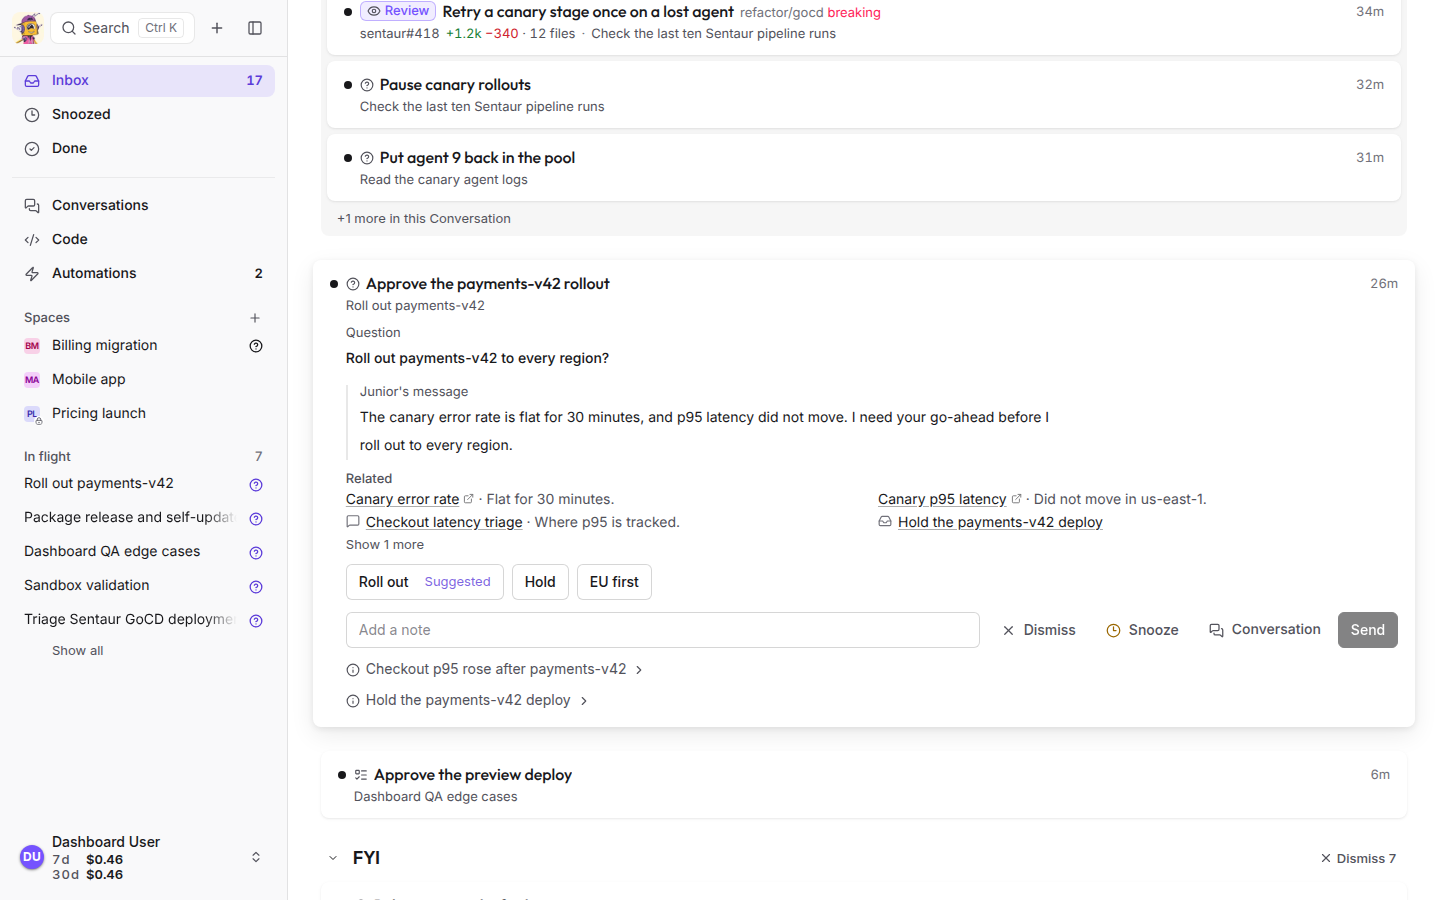 Search Ctrl K
Inbox 17
Snoozed
Done
Conversations
Code
Automations 2
Spaces
BM Billing migration
MA Mobile app
PL Pricing launch
In flight 7
Roll out payments-v42
Package release and self-update
Dashboard QA edge cases
Sandbox validation
Triage Sentaur GoCD deployme
Show all
DU Dashboard User
7d $0.46
30d $0.46
Review Retry a canary stage once on a lost agent refactor/gocd breaking 34m
sentaur#418 +1.2k −340 · 12 files · Check the last ten Sentaur pipeline runs
Pause canary rollouts 32m
Check the last ten Sentaur pipeline runs
Put agent 9 back in the pool 31m
Read the canary agent logs
+1 more in this Conversation
Approve the payments-v42 rollout 26m
Roll out payments-v42
Question
Roll out payments-v42 to every region?
Junior's message
The canary error rate is flat for 30 minutes, and p95 latency did not move. I need your go-ahead before I
roll out to every region.
Related
Canary error rate · Flat for 30 minutes. Canary p95 latency · Did not move in us-east-1.
Checkout latency triage · Where p95 is tracked. Hold the payments-v42 deploy
Show 1 more
Roll out Suggested Hold EU first
Add a note Dismiss Snooze Conversation Send
Checkout p95 rose after payments-v42
Hold the payments-v42 deploy
Approve the preview deploy 6m
Dashboard QA edge cases
FYI Dismiss 7